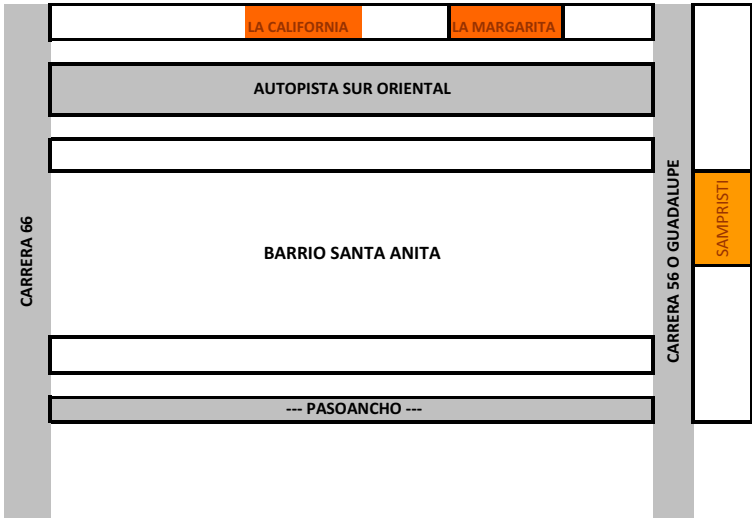 LA CALIFORNIA
LA MARGARITA
AUTOPISTA SUR ORIENTAL
CARRERA 66
BARRIO SANTA ANITA
CARRERA 56 O GUADALUPE
SAMPRISTI
--- PASOANCHO ---